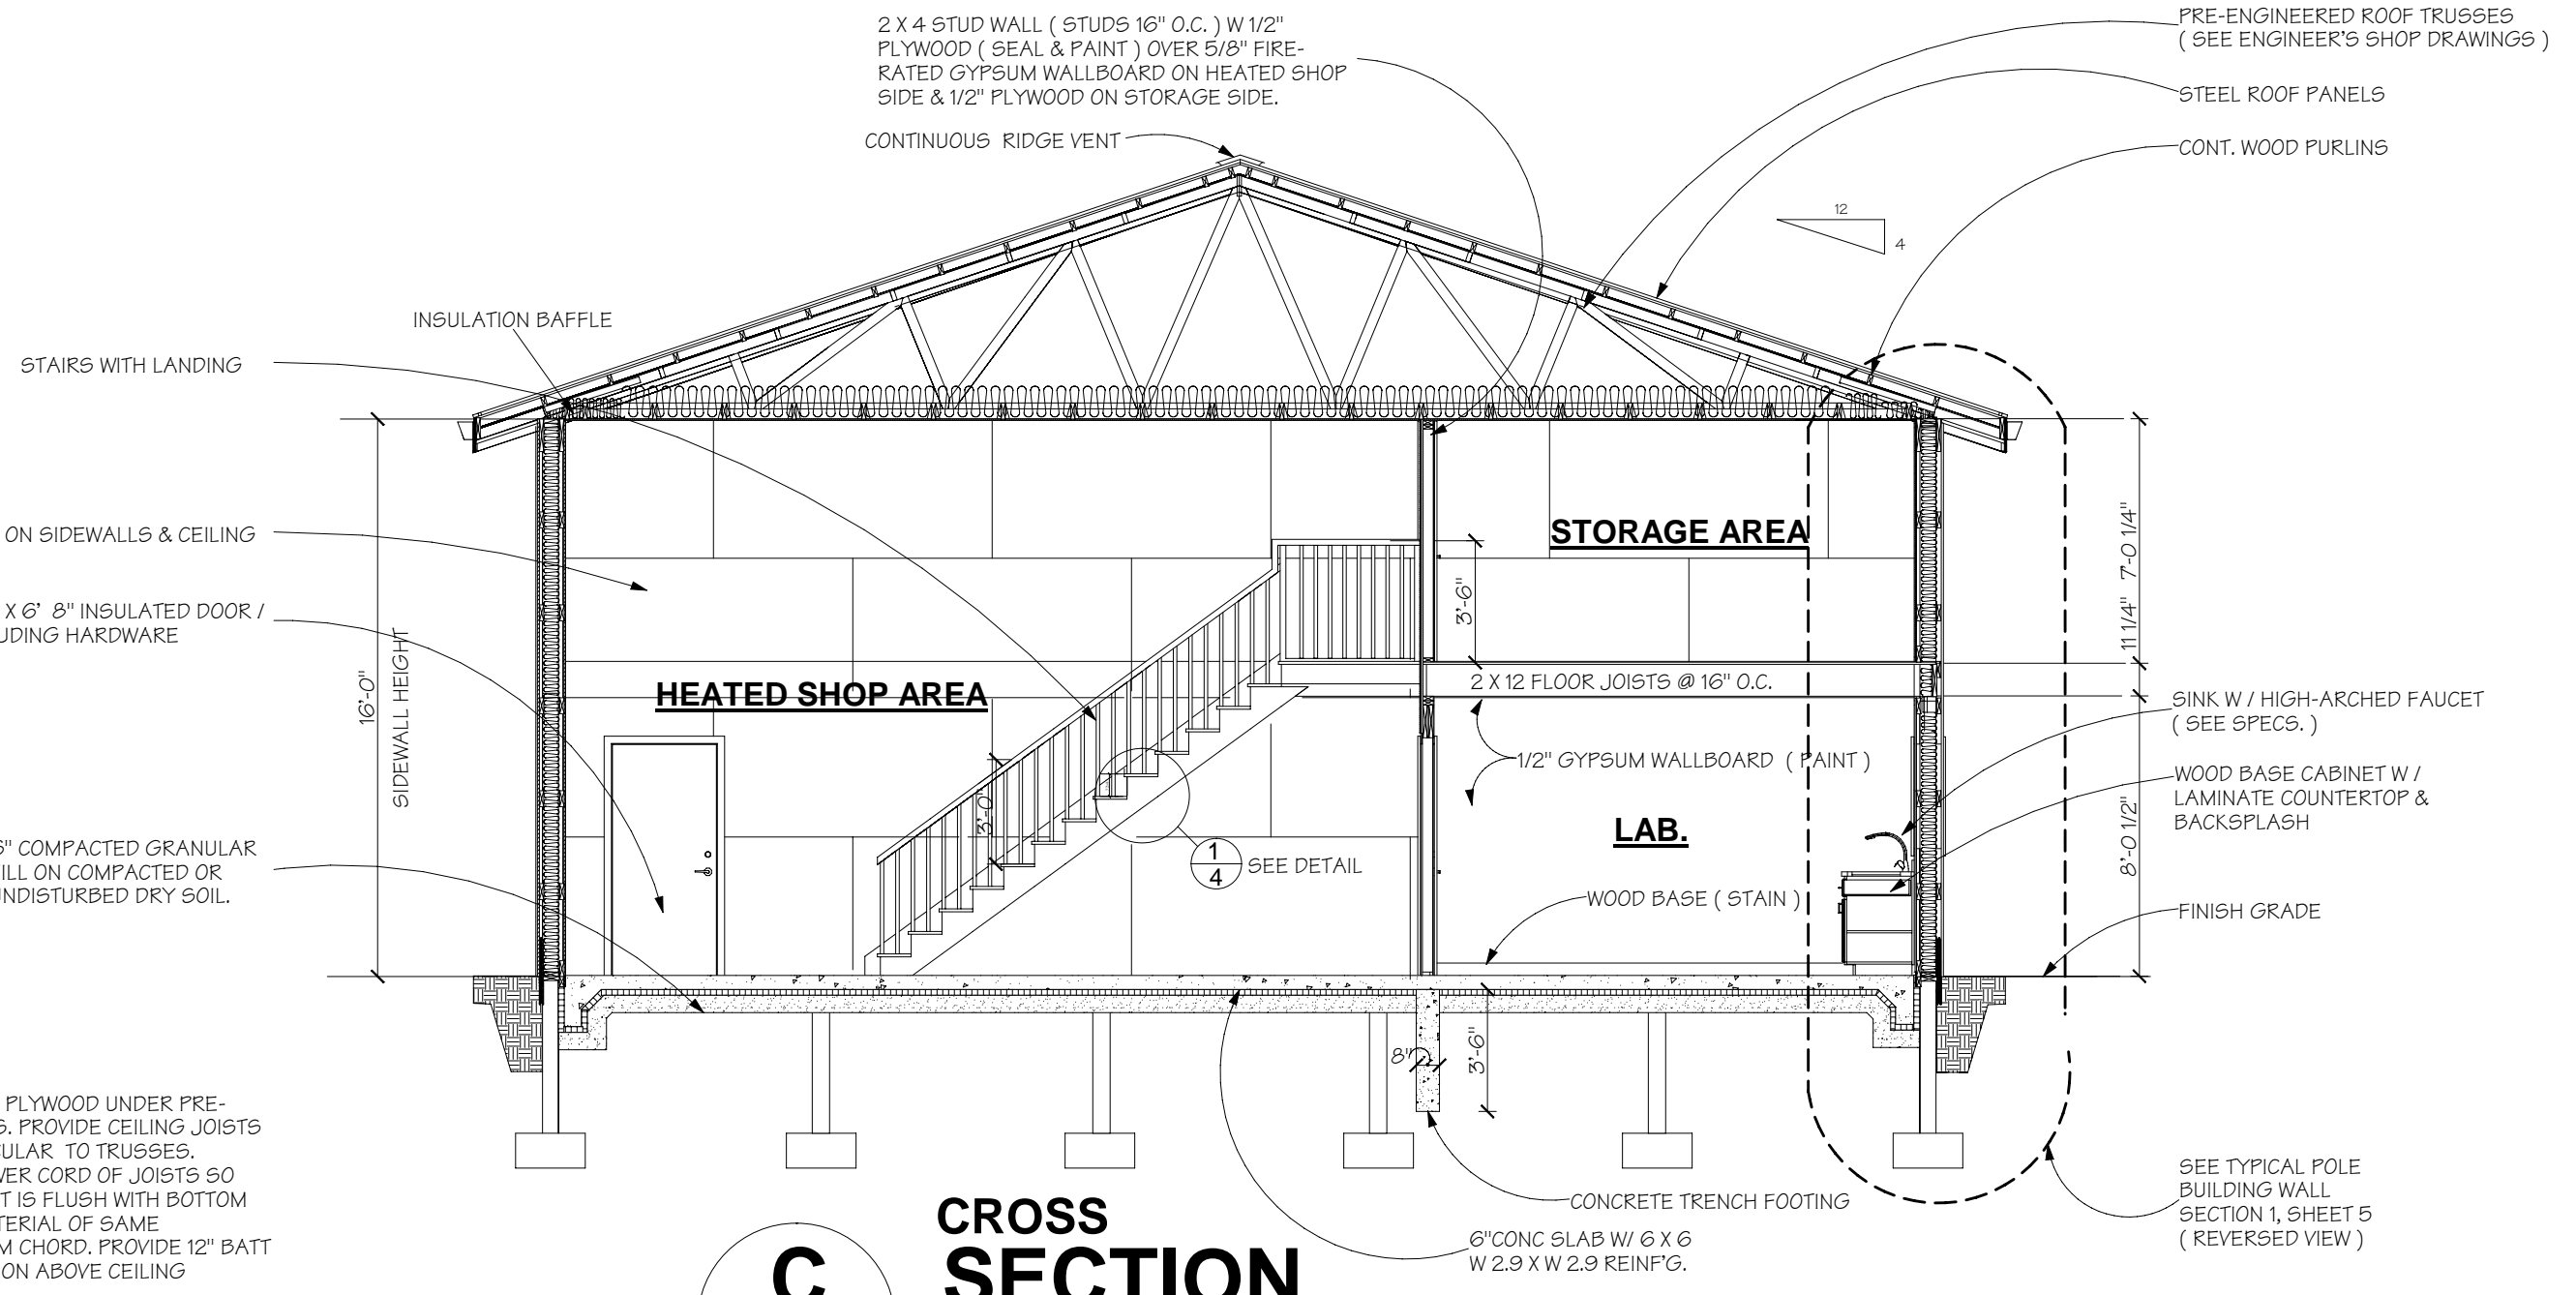 2 X 4 STUD WALL ( STUDS 16" O.C. ) W 1/2"
PLYWOOD ( SEAL & PAINT ) OVER 5/8" FIRE-
RATED GYPSUM WALLBOARD ON HEATED SHOP
SIDE & 1/2" PLYWOOD ON STORAGE SIDE.
CONTINUOUS RIDGE VENT
PRE-ENGINEERED ROOF TRUSSES
( SEE ENGINEER'S SHOP DRAWINGS )
STEEL ROOF PANELS
CONT. WOOD PURLINS
12
4
INSULATION BAFFLE
STAIRS WITH LANDING
ON SIDEWALLS & CEILING
X 6' 8" INSULATED DOOR /
UDING HARDWARE
16'-0"
SIDEWALL HEIGHT
6" COMPACTED GRANULAR
ILL ON COMPACTED OR
UNDISTURBED DRY SOIL.
HEATED SHOP AREA
STORAGE AREA
3'-6"
2 X 12 FLOOR JOISTS @ 16" O.C.
1/2" GYPSUM WALLBOARD ( PAINT )
3'-0"
LAB.
1
4
SEE DETAIL
WOOD BASE ( STAIN )
7'-0 1/4"
11 1/4"
8'-0 1/2"
SINK W / HIGH-ARCHED FAUCET
( SEE SPECS. )
WOOD BASE CABINET W /
LAMINATE COUNTERTOP &
BACKSPLASH
FINISH GRADE
8"
3'-6"
PLYWOOD UNDER PRE-
S. PROVIDE CEILING JOISTS
CULAR TO TRUSSES.
WER CORD OF JOISTS SO
T IS FLUSH WITH BOTTOM
TERIAL OF SAME
M CHORD. PROVIDE 12" BATT
ON ABOVE CEILING
CONCRETE TRENCH FOOTING
6"CONC SLAB W/ 6 X 6
W 2.9 X W 2.9 REINF'G.
SEE TYPICAL POLE
BUILDING WALL
SECTION 1, SHEET 5
( REVERSED VIEW )
C
CROSS
SECTION